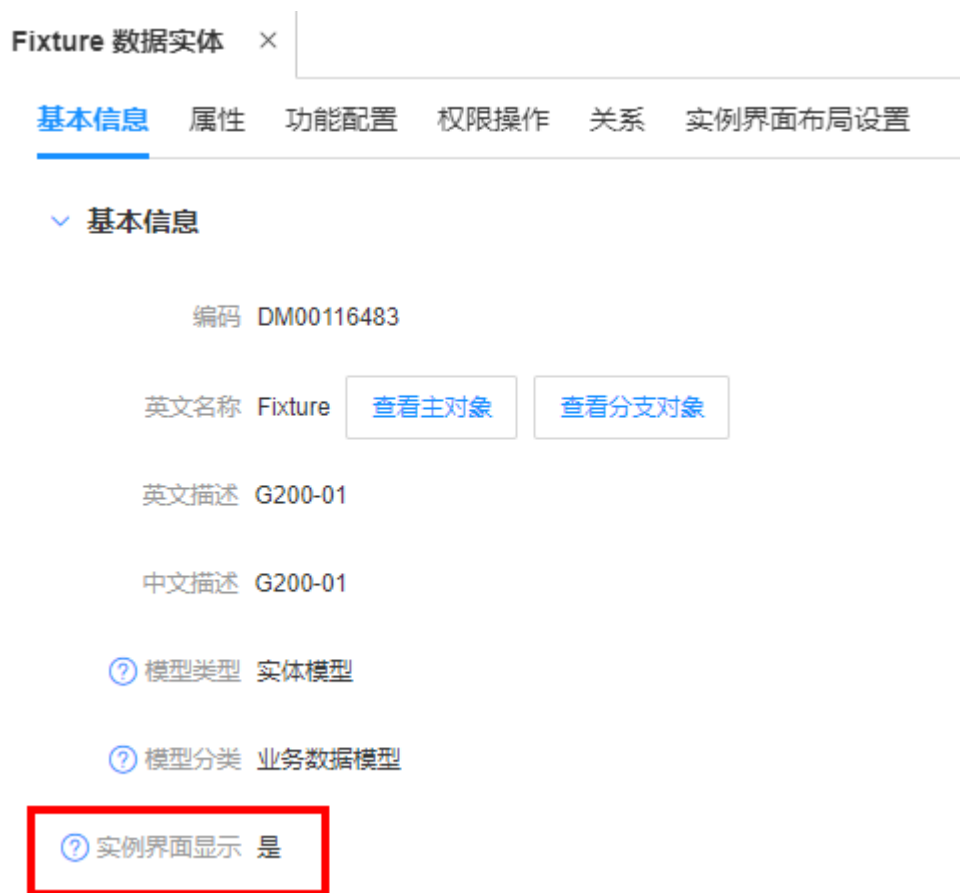 Fixture 数据实体 ×
基本信息 属性 功能配置 权限操作 关系 实例界面布局设置
基本信息
编码 DM00116483
英文名称 Fixture 查看主对象 查看分支对象
英文描述 G200-01
中文描述 G200-01
? 模型类型 实体模型
? 模型分类 业务数据模型
? 实例界面显示 是